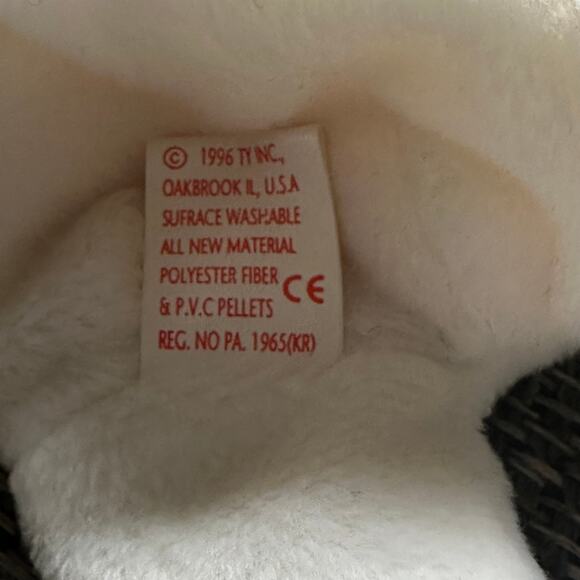 © 1996 TY INC,
OAKBROOK IL, U.S.A
SUFRACE WASHABLE
ALL NEW MATERIAL
POLYESTER FIBER
& P.V.C PELLETS CE
REG. NO PA. 1965(KR)